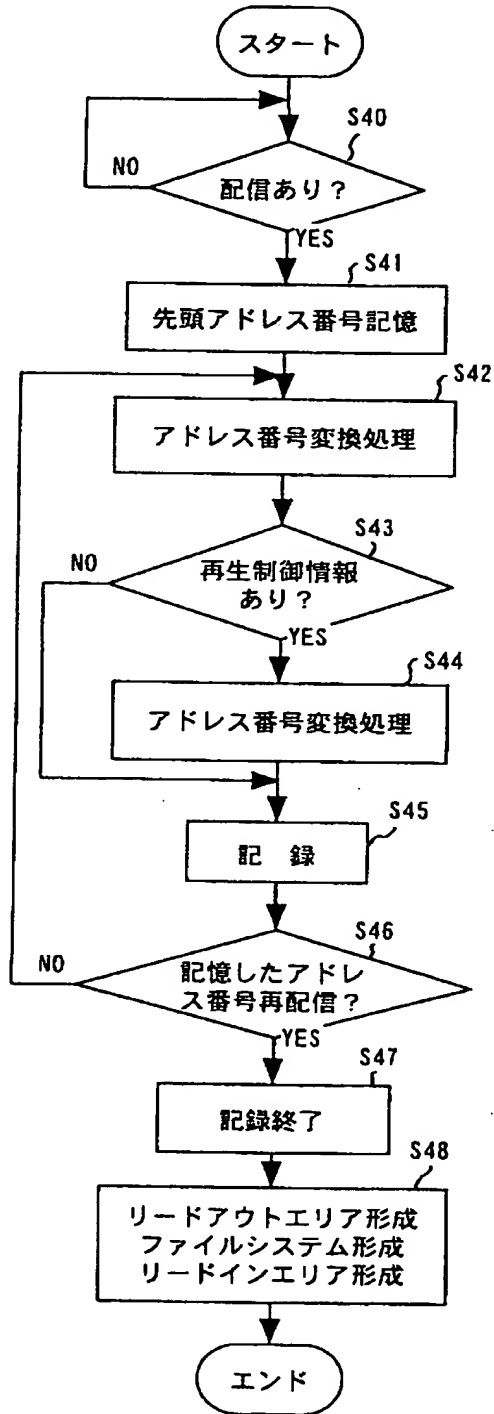 スタート
S40
NO
配信あり？
YES
S41
先頭アドレス番号記憶
S42
アドレス番号変換処理
S43
NO
再生制御情報
あり？
YES
S44
アドレス番号変換処理
S45
記 録
S46
NO
記憶したアドレ
ス番号再配信？
YES
S47
記録終了
S48
リードアウトエリア形成
ファイルシステム形成
リードインエリア形成
エンド